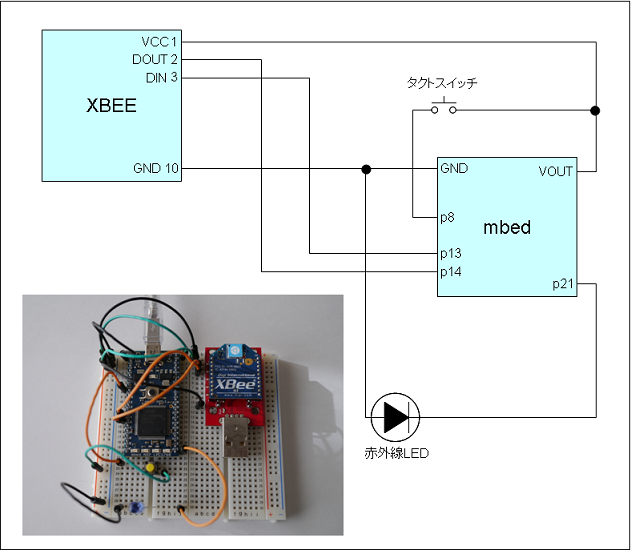 VCC 1
DOUT 2
DIN 3
XBEE
GND 10
タクトスイッチ
GND
VOUT
p8
mbed
p13
p14
p21
赤外線LED
XBee